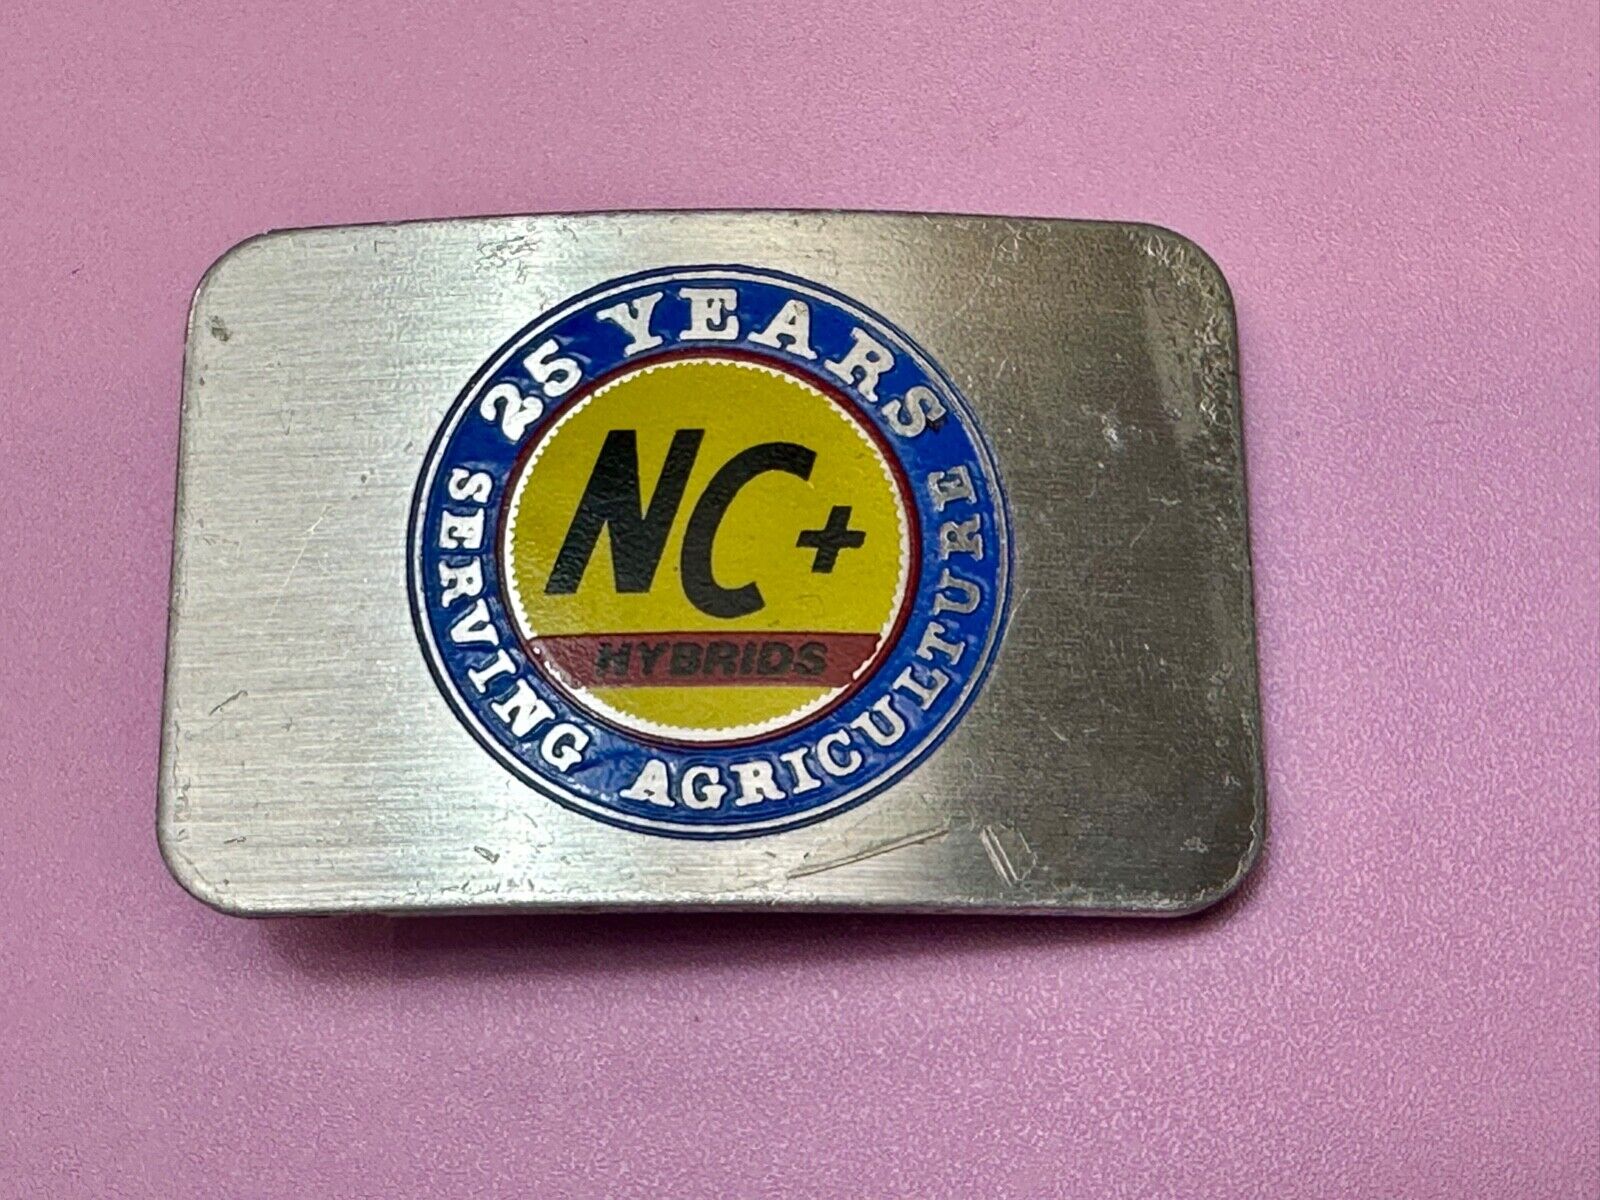 25 YEARS
SERVING AGRICULTURE
NC+
HYBRIDS